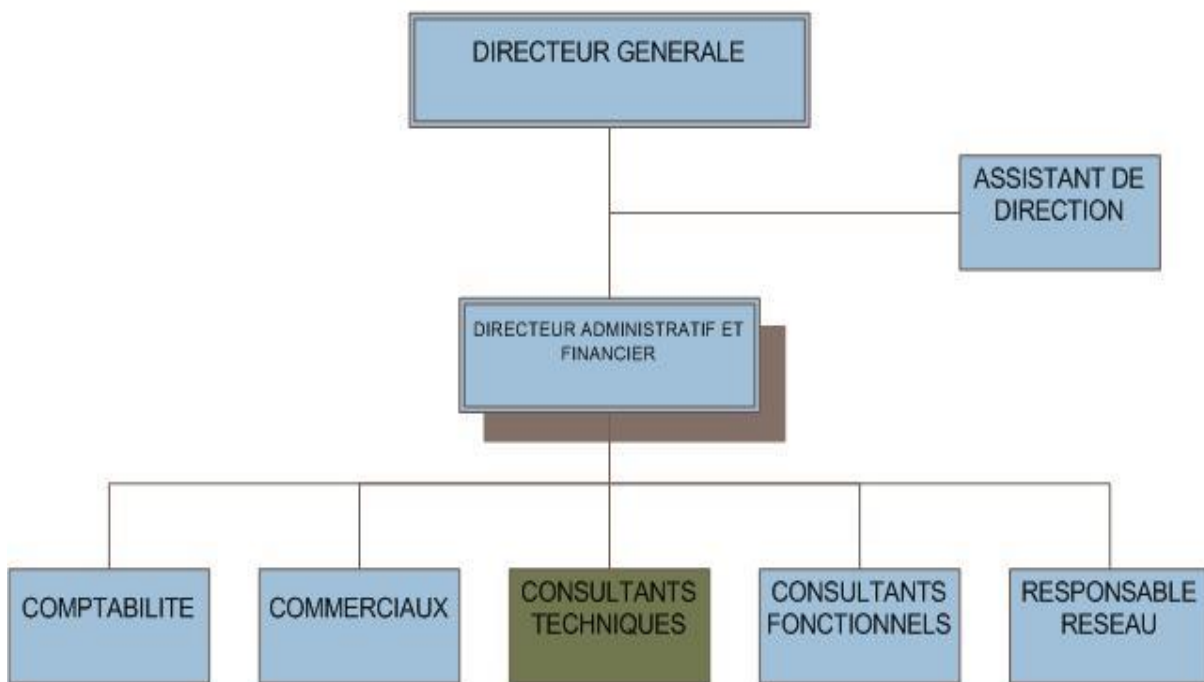 DIRECTEUR GENERALE
ASSISTANT DE
DIRECTION
DIRECTEUR ADMINISTRATIF ET
FINANCIER
COMPTABILITE
COMMERCIAUX
CONSULTANTS
TECHNIQUES
CONSULTANTS
FONCTIONNELS
RESPONSABLE
RESEAU